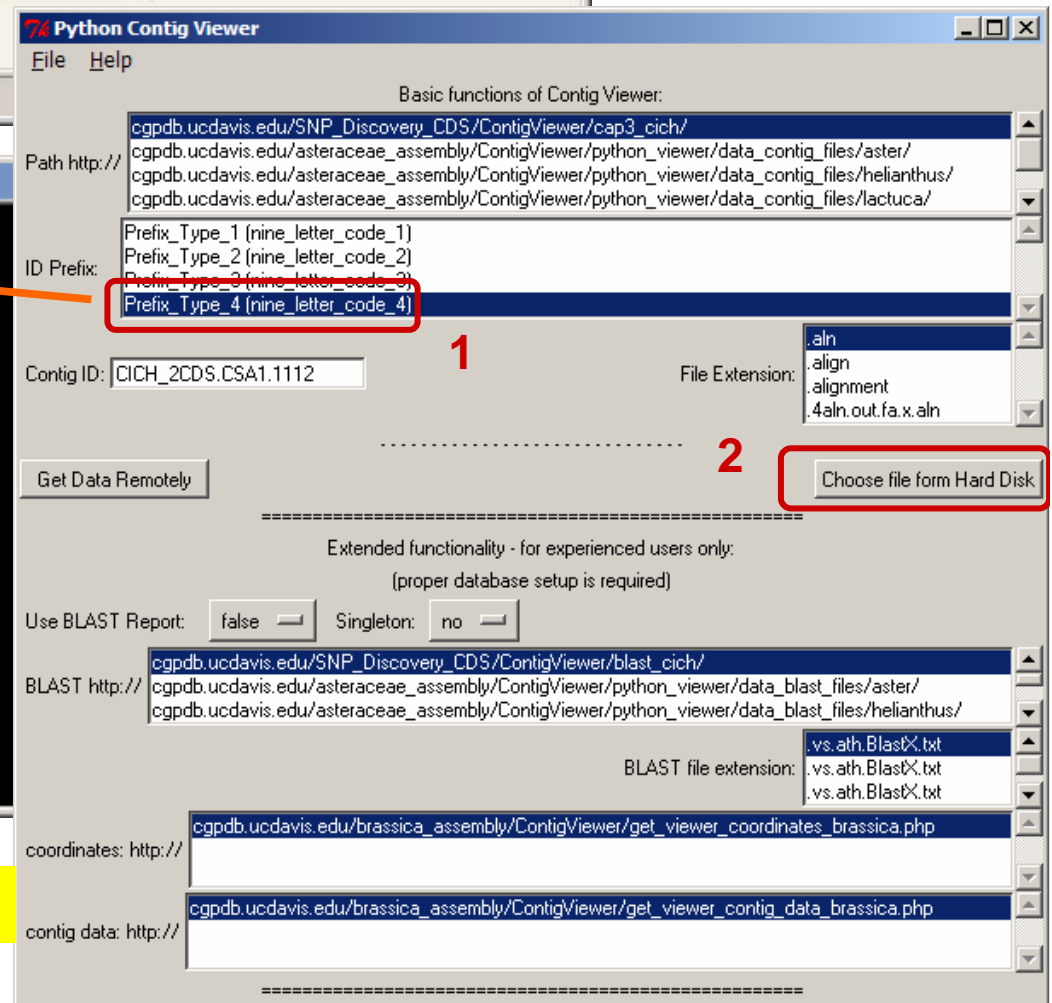 Python Contig Viewer
File Help
Basic functions of Contig Viewer:
Path http://
cgpdb.ucdavis.edu/SNP_Discovery_CDS/ContigViewer/cap3_cich/
cgpdb.ucdavis.edu/asteraceae_assembly/ContigViewer/python_viewer/data_contig_files/aster/
cgpdb.ucdavis.edu/asteraceae_assembly/ContigViewer/python_viewer/data_contig_files/helianthus/
cgpdb.ucdavis.edu/asteraceae_assembly/ContigViewer/python_viewer/data_contig_files/lactuca/
ID Prefix:
Prefix_Type_1 (nine_letter_code_1)
Prefix_Type_2 (nine_letter_code_2)
Prefix_Type_3 (nine_letter_code_3)
Prefix_Type_4 (nine_letter_code_4)
1
Contig ID: CICH_2CDS.CSA1.1112
File Extension:
.aln
.align
.alignment
.4aln.out.fa.x.aln
- - - - - - - - - - - - - - - - - - - - - - - - - - - - - -
2
Get Data Remotely
Choose file form Hard Disk
======================================================
Extended functionality - for experienced users only:
(proper database setup is required)
Use BLAST Report: false Singleton: no
BLAST http://
cgpdb.ucdavis.edu/SNP_Discovery_CDS/ContigViewer/blast_cich/
cgpdb.ucdavis.edu/asteraceae_assembly/ContigViewer/python_viewer/data_blast_files/aster/
cgpdb.ucdavis.edu/asteraceae_assembly/ContigViewer/python_viewer/data_blast_files/helianthus/
BLAST file extension:
.vs.ath.BlastX.txt
.vs.ath.BlastX.txt
.vs.ath.BlastX.txt
coordinates: http://
cgpdb.ucdavis.edu/brassica_assembly/ContigViewer/get_viewer_coordinates_brassica.php
contig data: http://
cgpdb.ucdavis.edu/brassica_assembly/ContigViewer/get_viewer_contig_data_brassica.php
======================================================